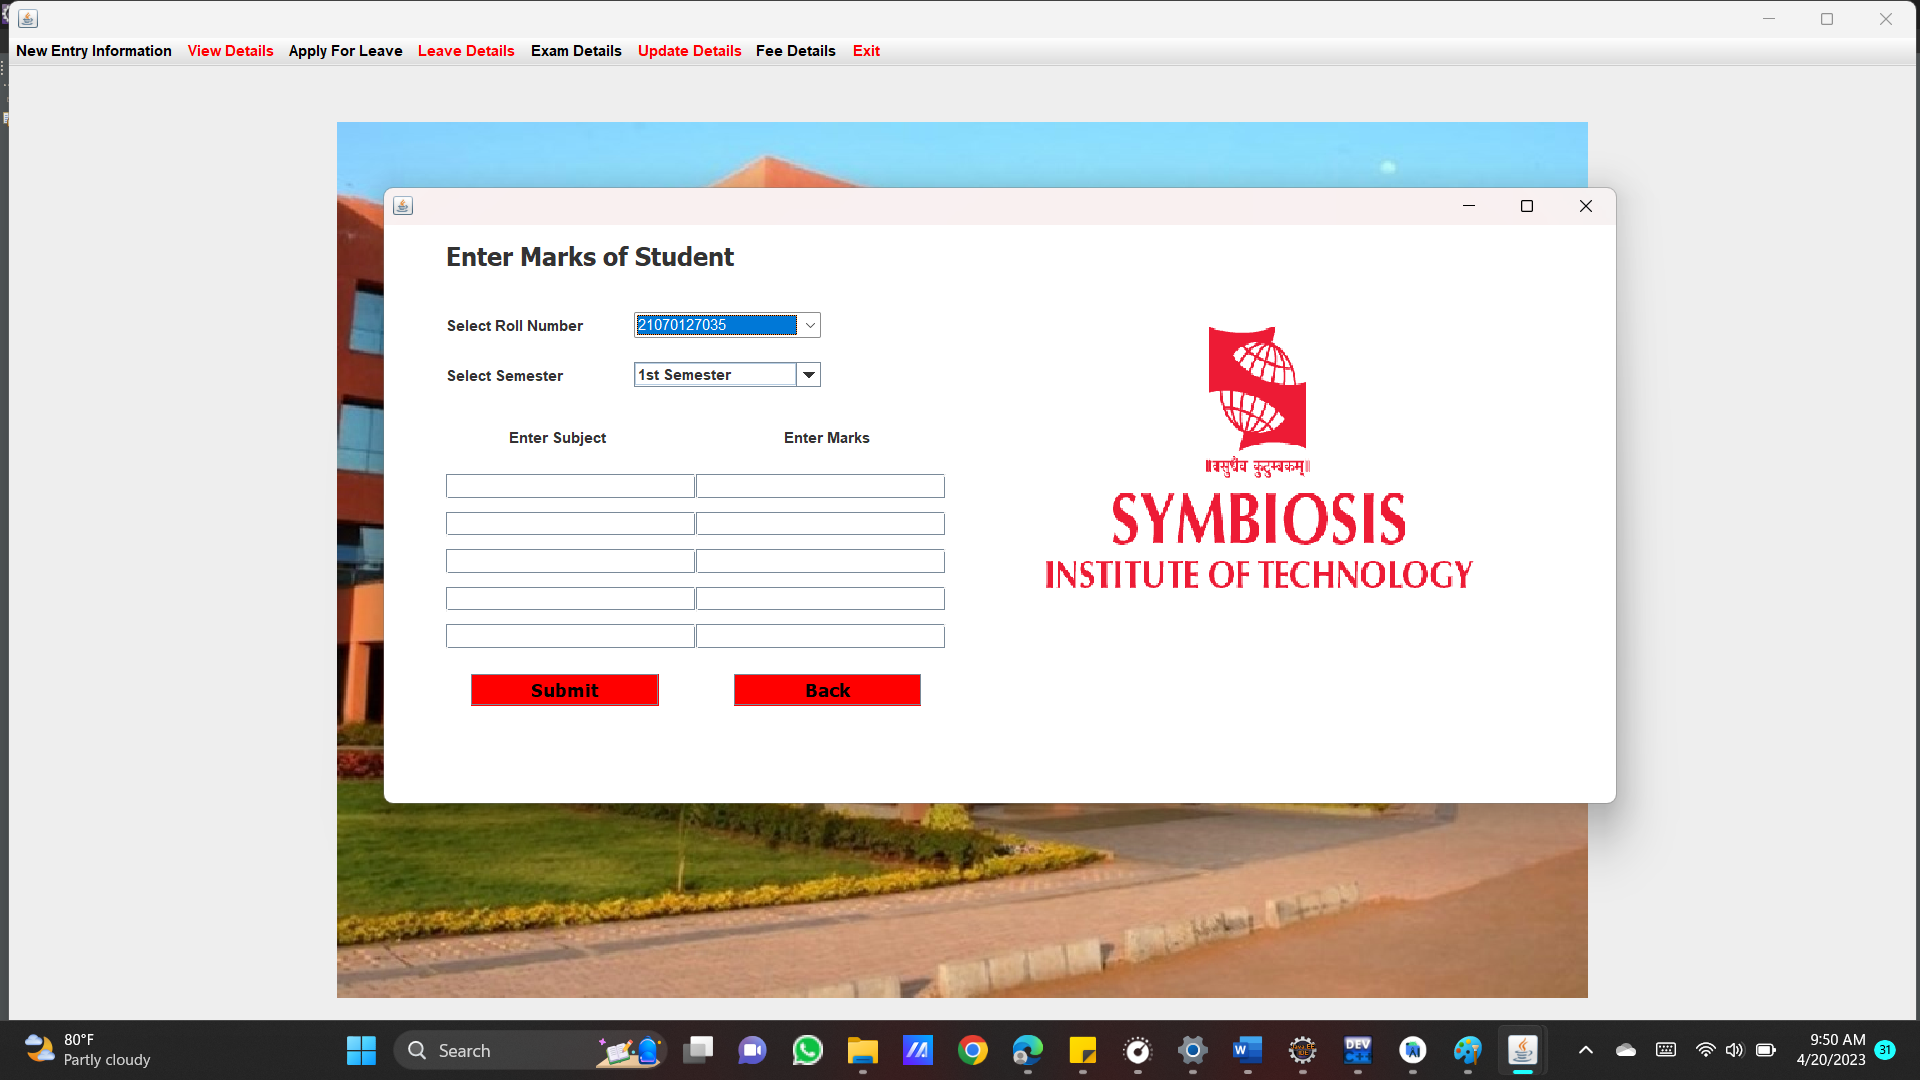 New Entry Information View Details Apply For Leave Leave Details Exam Details Update Details Fee Details Exit
Enter Marks of Student
Select Roll Number 21070127035
Select Semester 1st Semester
Enter Subject Enter Marks
Submit Back
॥वसुधैव कुटुम्बकम्॥
SYMBIOSIS
INSTITUTE OF TECHNOLOGY
80°F
Partly cloudy
Search
W
DEV
C++
9:50 AM
4/20/2023
31